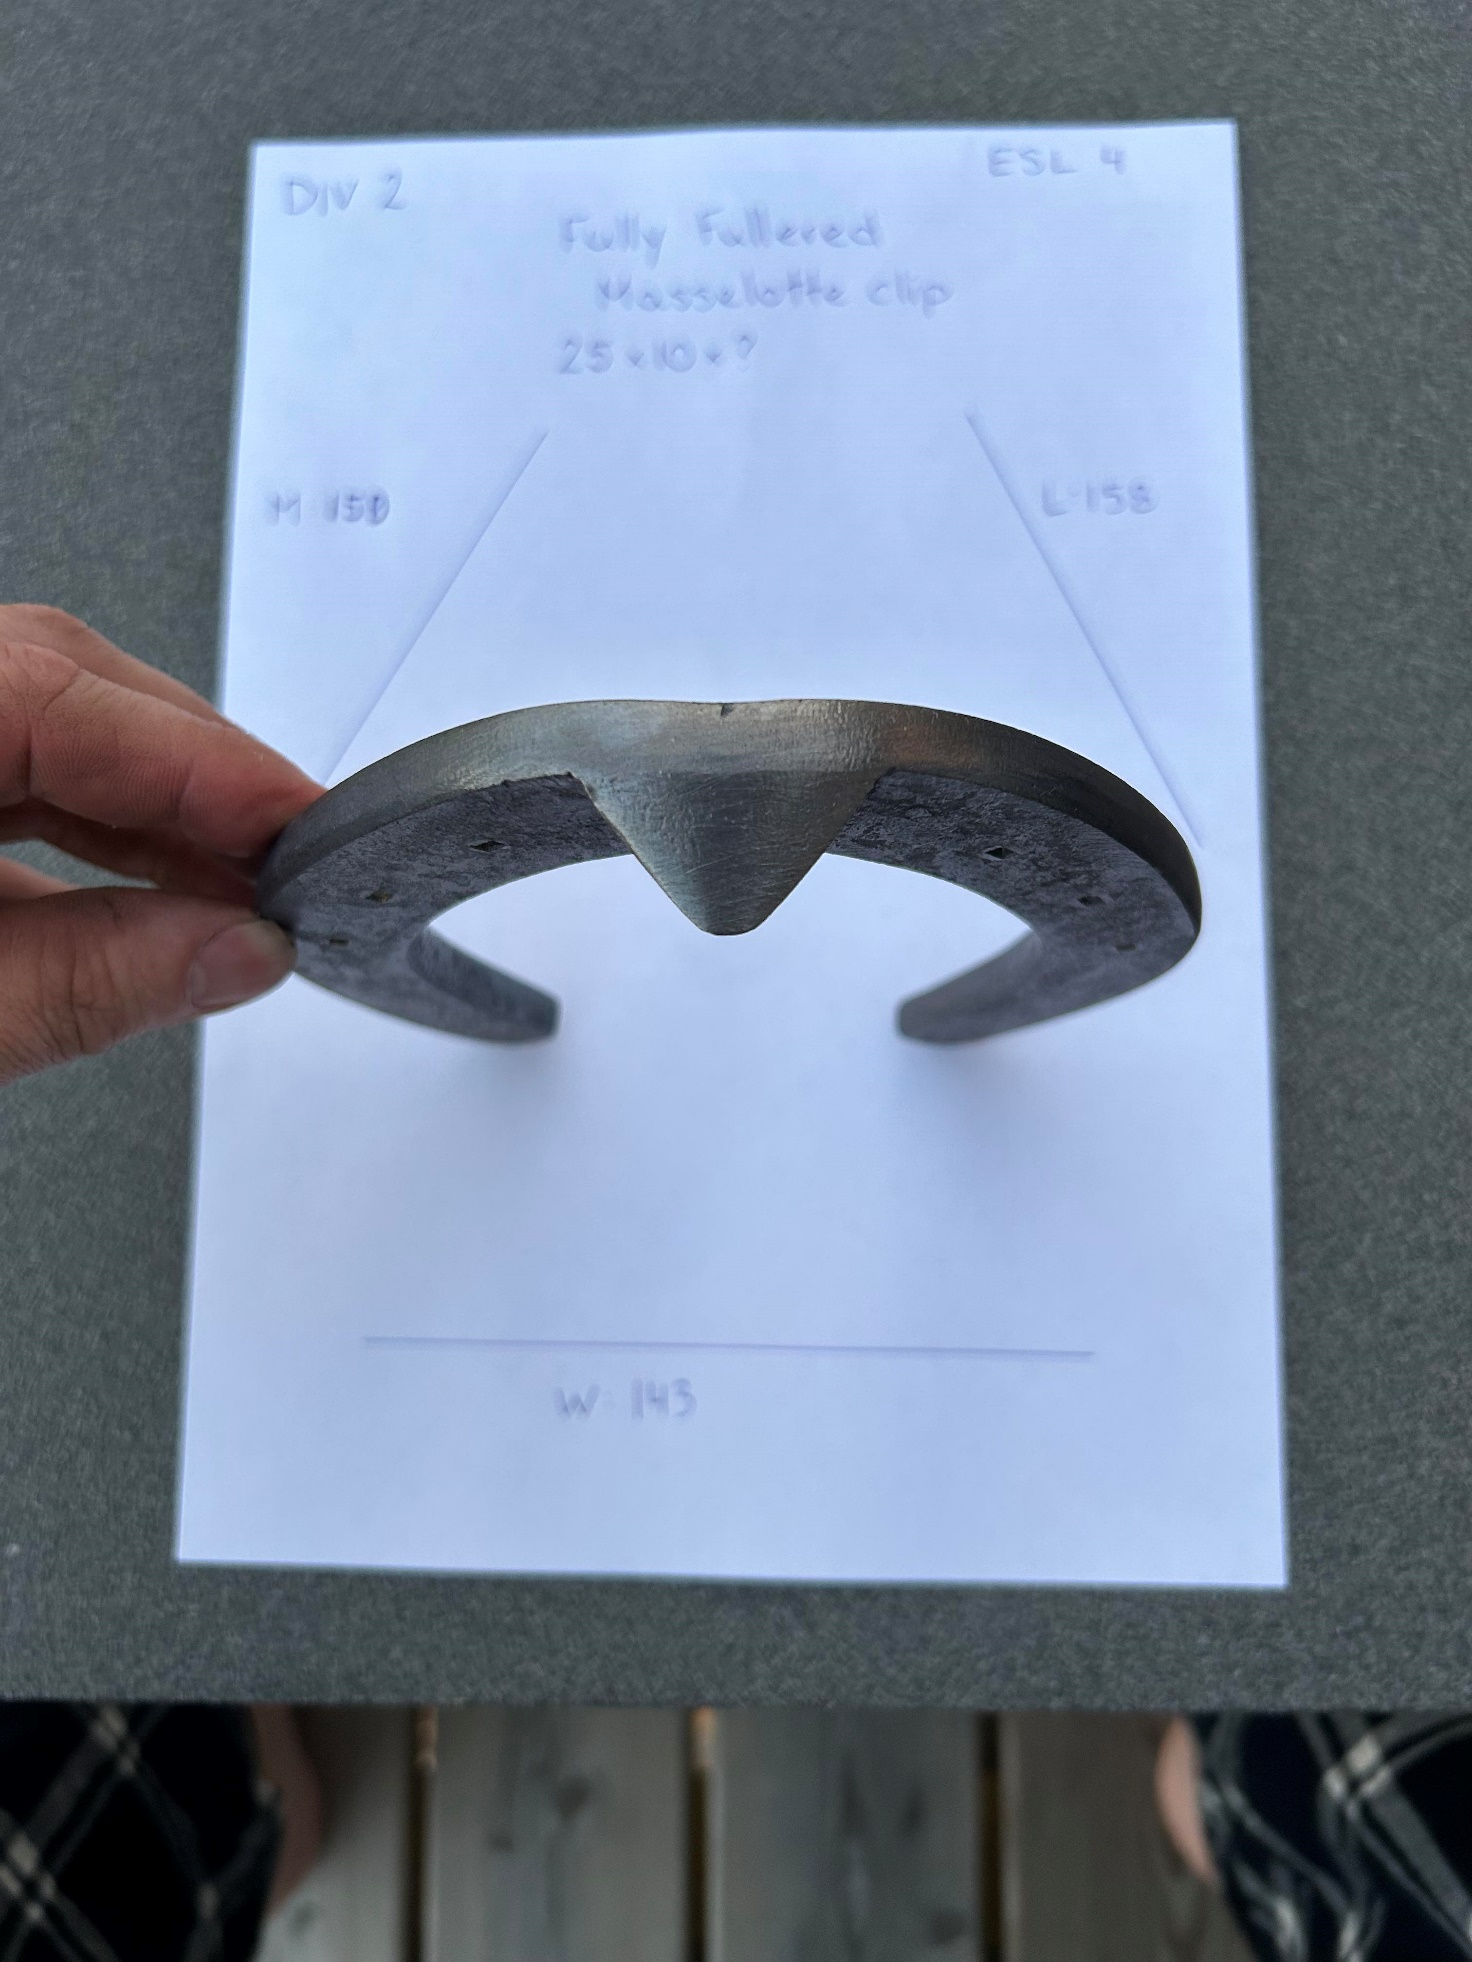 DIV 2
ESL 4
Fully Fullered
Masselotte clip
25 x 10 x ?
M 150
L: 158
W: 143